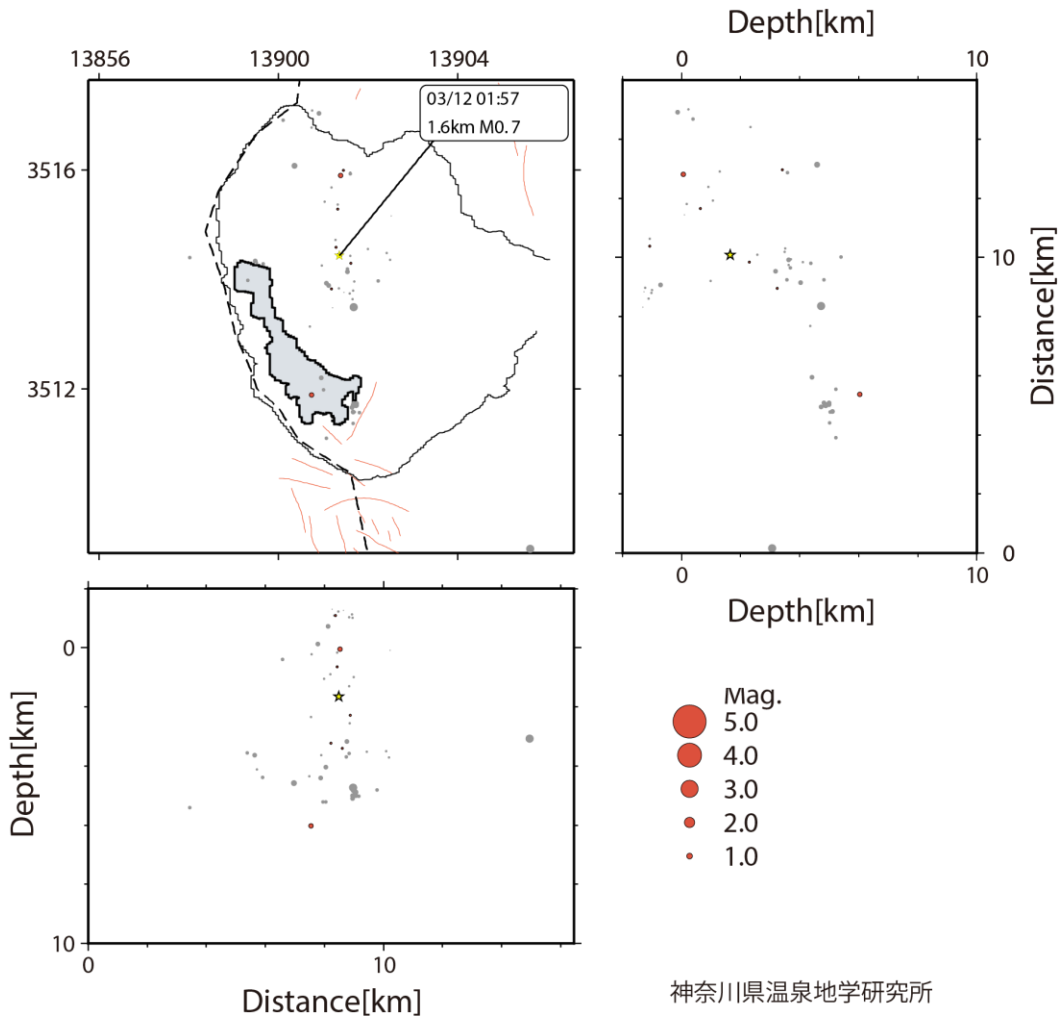 Depth[km]
13856 13900 13904
0 10
03/12 01:57
1.6km M0.7
3516
3512
10
0
Distance[km]
0 10
Depth[km]
0
10
Depth[km]
0 10
Distance[km]
Mag.
5.0
4.0
3.0
2.0
1.0
神奈川県温泉地学研究所